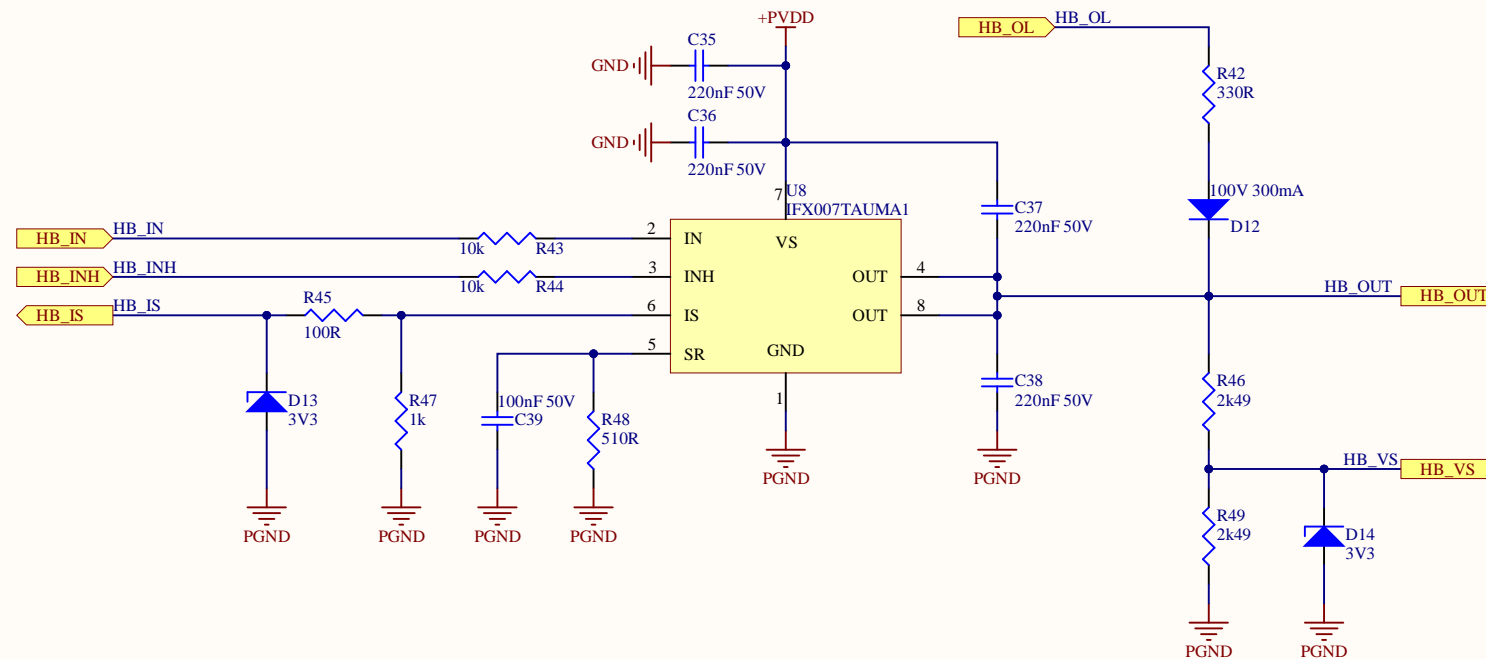 +PVDD
HB_OL
HB_OL
C35
GND
220nF 50V
R42
330R
C36
GND
220nF 50V
7
U8
IFX007TAUMA1
100V 300mA
D12
C37
220nF 50V
HB_IN
HB_IN
10k
R43
2
IN
VS
HB_INH
HB_INH
10k
R44
3
INH
OUT
4
HB_OUT
HB_OUT
HB_IS
HB_IS
R45
100R
6
IS
OUT
8
5
SR
GND
D13
3V3
R47
1k
100nF 50V
C39
R48
510R
1
C38
220nF 50V
R46
2k49
PGND
PGND
HB_VS
HB_VS
PGND
PGND
PGND
PGND
R49
2k49
D14
3V3
PGND
PGND